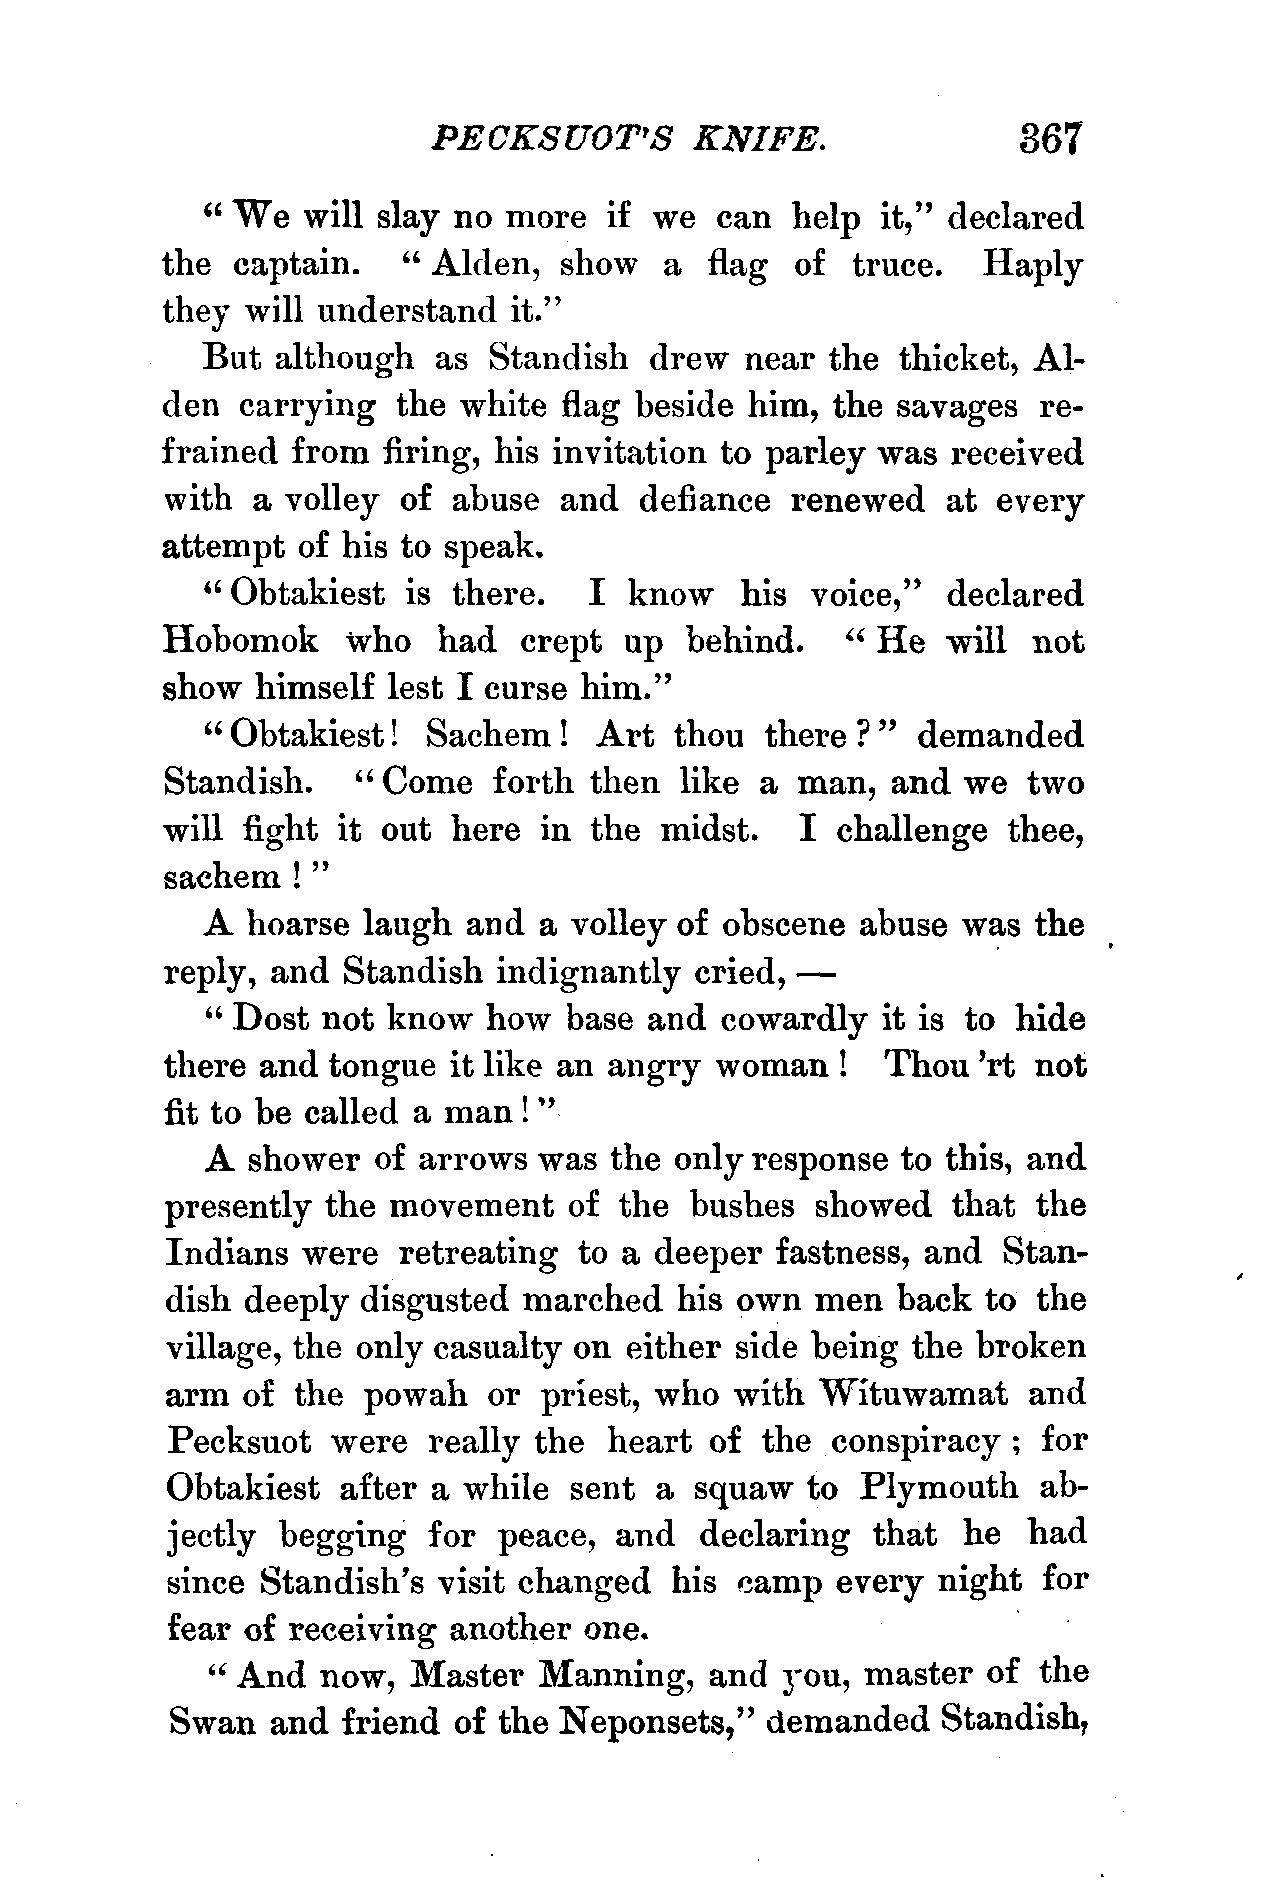 PECKSUOT'S KNIFE. 367
" We will slay no more if we can help it," declared
the captain. " Alden, show a flag of truce. Haply
they will understand it."
But although as Standish drew near the thicket, Al-
den carrying the white flag beside him, the savages re-
frained from firing, his invitation to parley was received
with a volley of abuse and defiance renewed at every
attempt of his to speak.
" Obtakiest is there. I know his voice," declared
Hobomok who had crept up behind. " He will not
show himself lest I curse him."
" Obtakiest! Sachem! Art thou there?" demanded
Standish. " Come forth then like a man, and we two
will fight it out here in the midst. I challenge thee,
sachem!"
A hoarse laugh and a volley of obscene abuse was the
reply, and Standish indignantly cried, —
" Dost not know how base and cowardly it is to hide
there and tongue it like an angry woman! Thou 'rt not
fit to be called a man!"
A shower of arrows was the only response to this, and
presently the movement of the bushes showed that the
Indians were retreating to a deeper fastness, and Stan-
dish deeply disgusted marched his own men back to the
village, the only casualty on either side being the broken
arm of the powah or priest, who with Wituwamat and
Pecksuot were really the heart of the conspiracy; for
Obtakiest after a while sent a squaw to Plymouth ab-
jectly begging for peace, and declaring that he had
since Standish's visit changed his camp every night for
fear of receiving another one.
" And now, Master Manning, and you, master of the
Swan and friend of the Neponsets," demanded Standish,